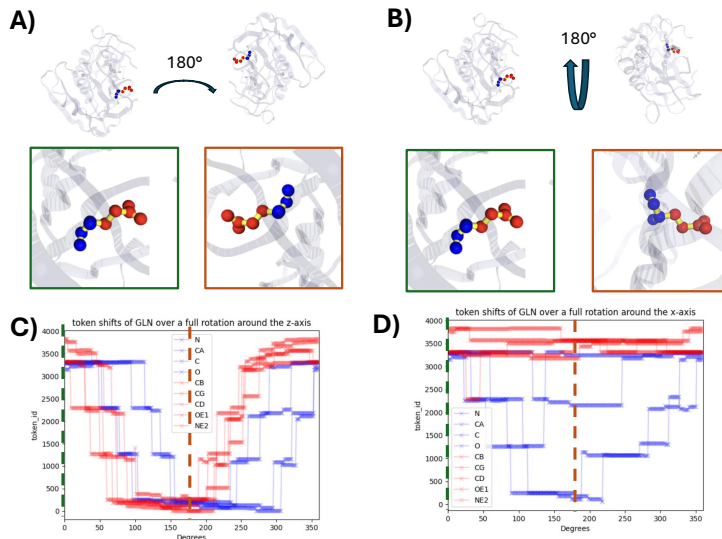 A)
180°
B)
180°
C)
token shifts of GLN over a full rotation around the z-axis
4000
3500
3000
2500
2000
1500
1000
500
0
token_id
N
CA
C
O
CB
CG
CD
OE1
NE2
0 50 100 150 200 250 300 350
Degrees
D)
token shifts of GLN over a full rotation around the x-axis
4000
3500
3000
2500
2000
1500
1000
500
0
token_id
N
CA
C
O
CB
CG
CD
OE1
NE2
0 50 100 150 200 250 300 350
Degrees